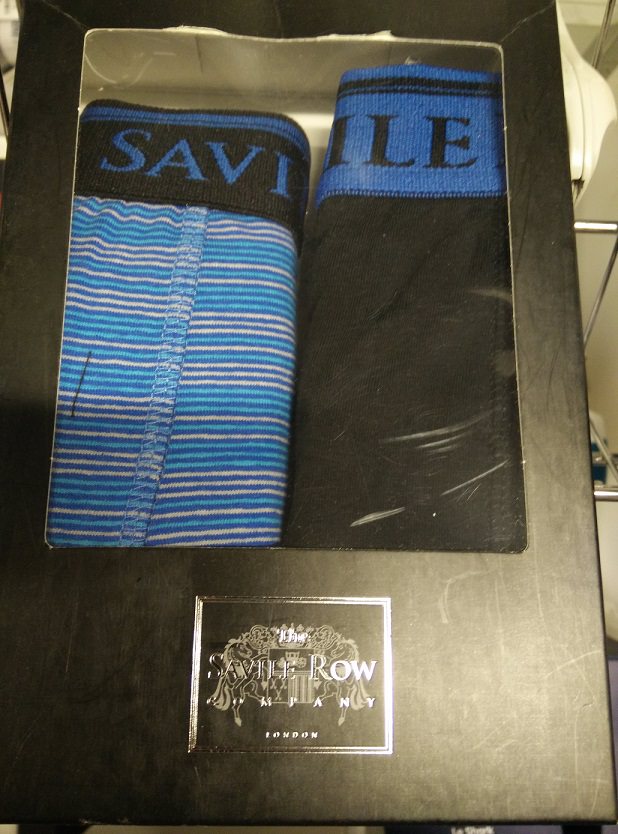 SAVI
ILE
The
SAVILE ROW
COMPANY
LONDON